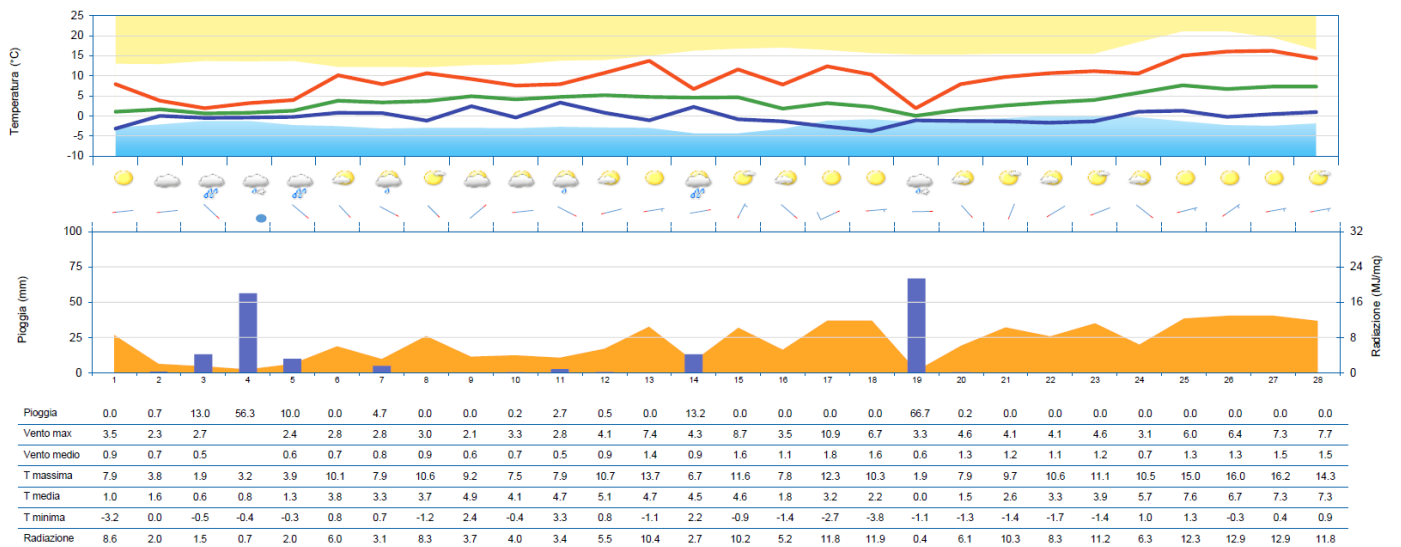 25
20
15
10
5
0
-5
-10
Temperatura (°C)
100
75
50
25
0
Pioggia (mm)
32
24
16
8
0
Radiazione (MJ/mq)
1 2 3 4 5 6 7 8 9 10 11 12 13 14 15 16 17 18 19 20 21 22 23 24 25 26 27 28
Pioggia 0.0 0.7 13.0 56.3 10.0 0.0 4.7 0.0 0.0 0.2 2.7 0.5 0.0 13.2 0.0 0.0 0.0 0.0 66.7 0.2 0.0 0.0 0.0 0.0 0.0 0.0 0.0 0.0
Vento max 3.5 2.3 2.7 2.4 2.8 2.8 3.0 2.1 3.3 2.8 4.1 7.4 4.3 8.7 3.5 10.9 6.7 3.3 4.6 4.1 4.1 4.6 3.1 6.0 6.4 7.3 7.7
Vento medio 0.9 0.7 0.5 0.6 0.7 0.8 0.9 0.6 0.7 0.5 0.9 1.4 0.9 1.6 1.1 1.8 1.6 0.6 1.3 1.2 1.1 1.2 0.7 1.3 1.3 1.5 1.5
T massima 7.9 3.8 1.9 3.2 3.9 10.1 7.9 10.6 9.2 7.5 7.9 10.7 13.7 6.7 11.6 7.8 12.3 10.3 1.9 7.9 9.7 10.6 11.1 10.5 15.0 16.0 16.2 14.3
T media 1.0 1.6 0.6 0.8 1.3 3.8 3.3 3.7 4.9 4.1 4.7 5.1 4.7 4.5 4.6 1.8 3.2 2.2 0.0 1.5 2.6 3.3 3.9 5.7 7.6 6.7 7.3 7.3
T minima -3.2 0.0 -0.5 -0.4 -0.3 0.8 0.7 -1.2 2.4 -0.4 3.3 0.8 -1.1 2.2 -0.9 -1.4 -2.7 -3.8 -1.1 -1.3 -1.4 -1.7 -1.4 1.0 1.3 -0.3 0.4 0.9
Radiazione 8.6 2.0 1.5 0.7 2.0 6.0 3.1 8.3 3.7 4.0 3.4 5.5 10.4 2.7 10.2 5.2 11.8 11.9 0.4 6.1 10.3 8.3 11.2 6.3 12.3 12.9 12.9 11.8